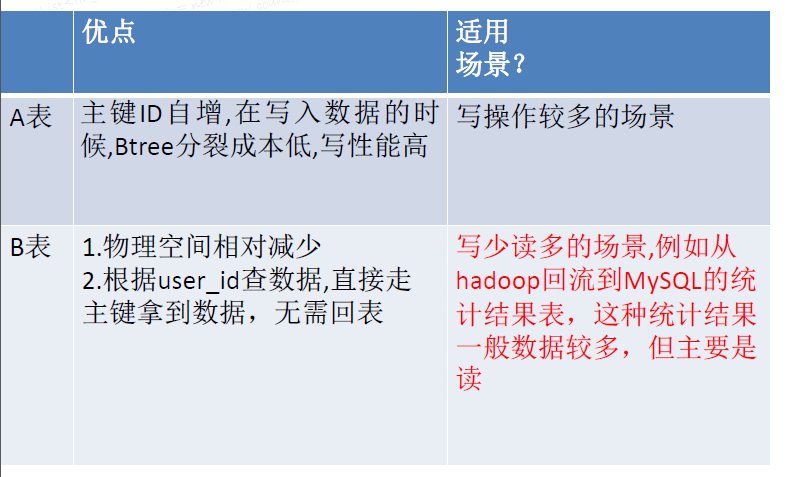 优点
适用
场景？
A表
主键ID自增,在写入数据的时
候,Btree分裂成本低,写性能高
写操作较多的场景
B表
1.物理空间相对减少
2.根据user_id查数据,直接走
主键拿到数据，无需回表
写少读多的场景,例如从
hadoop回流到MySQL的统
计结果表，这种统计结果
一般数据较多，但主要是
读